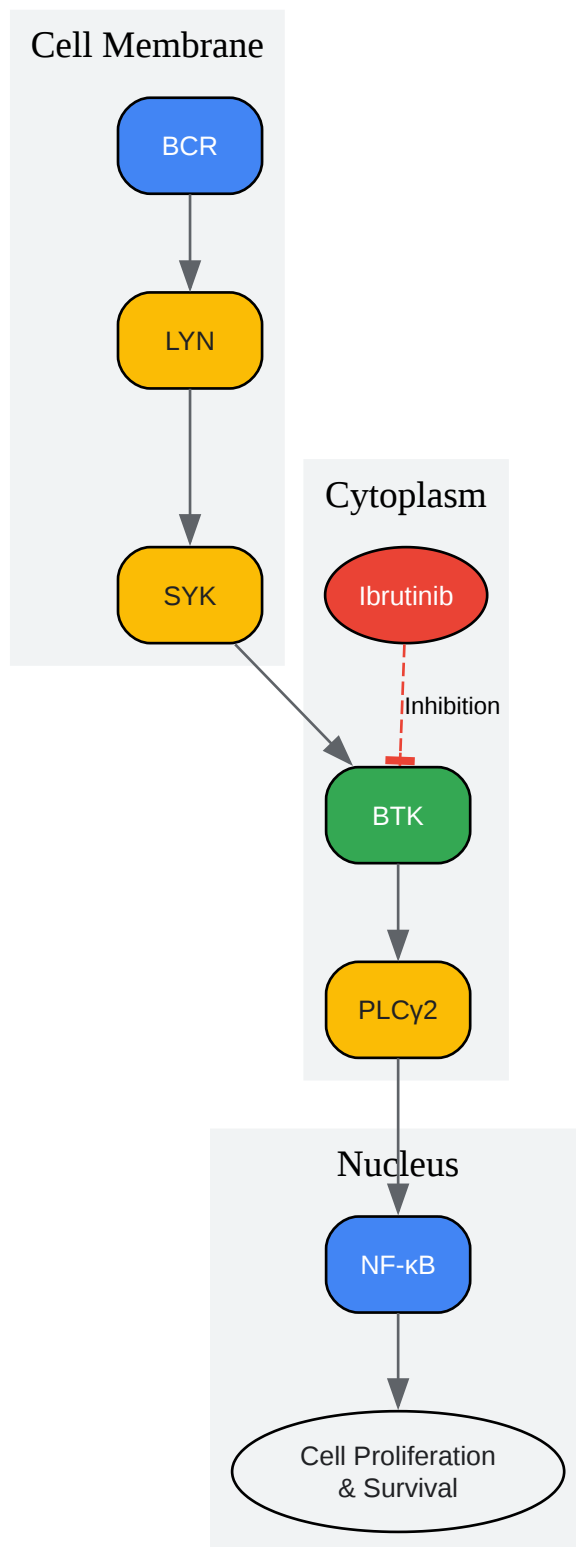 Cell Membrane
BCR
LYN
SYK
Cytoplasm
Ibrutinib
Inhibition
BTK
PLCγ2
Nucleus
NF-κB
Cell Proliferation
& Survival